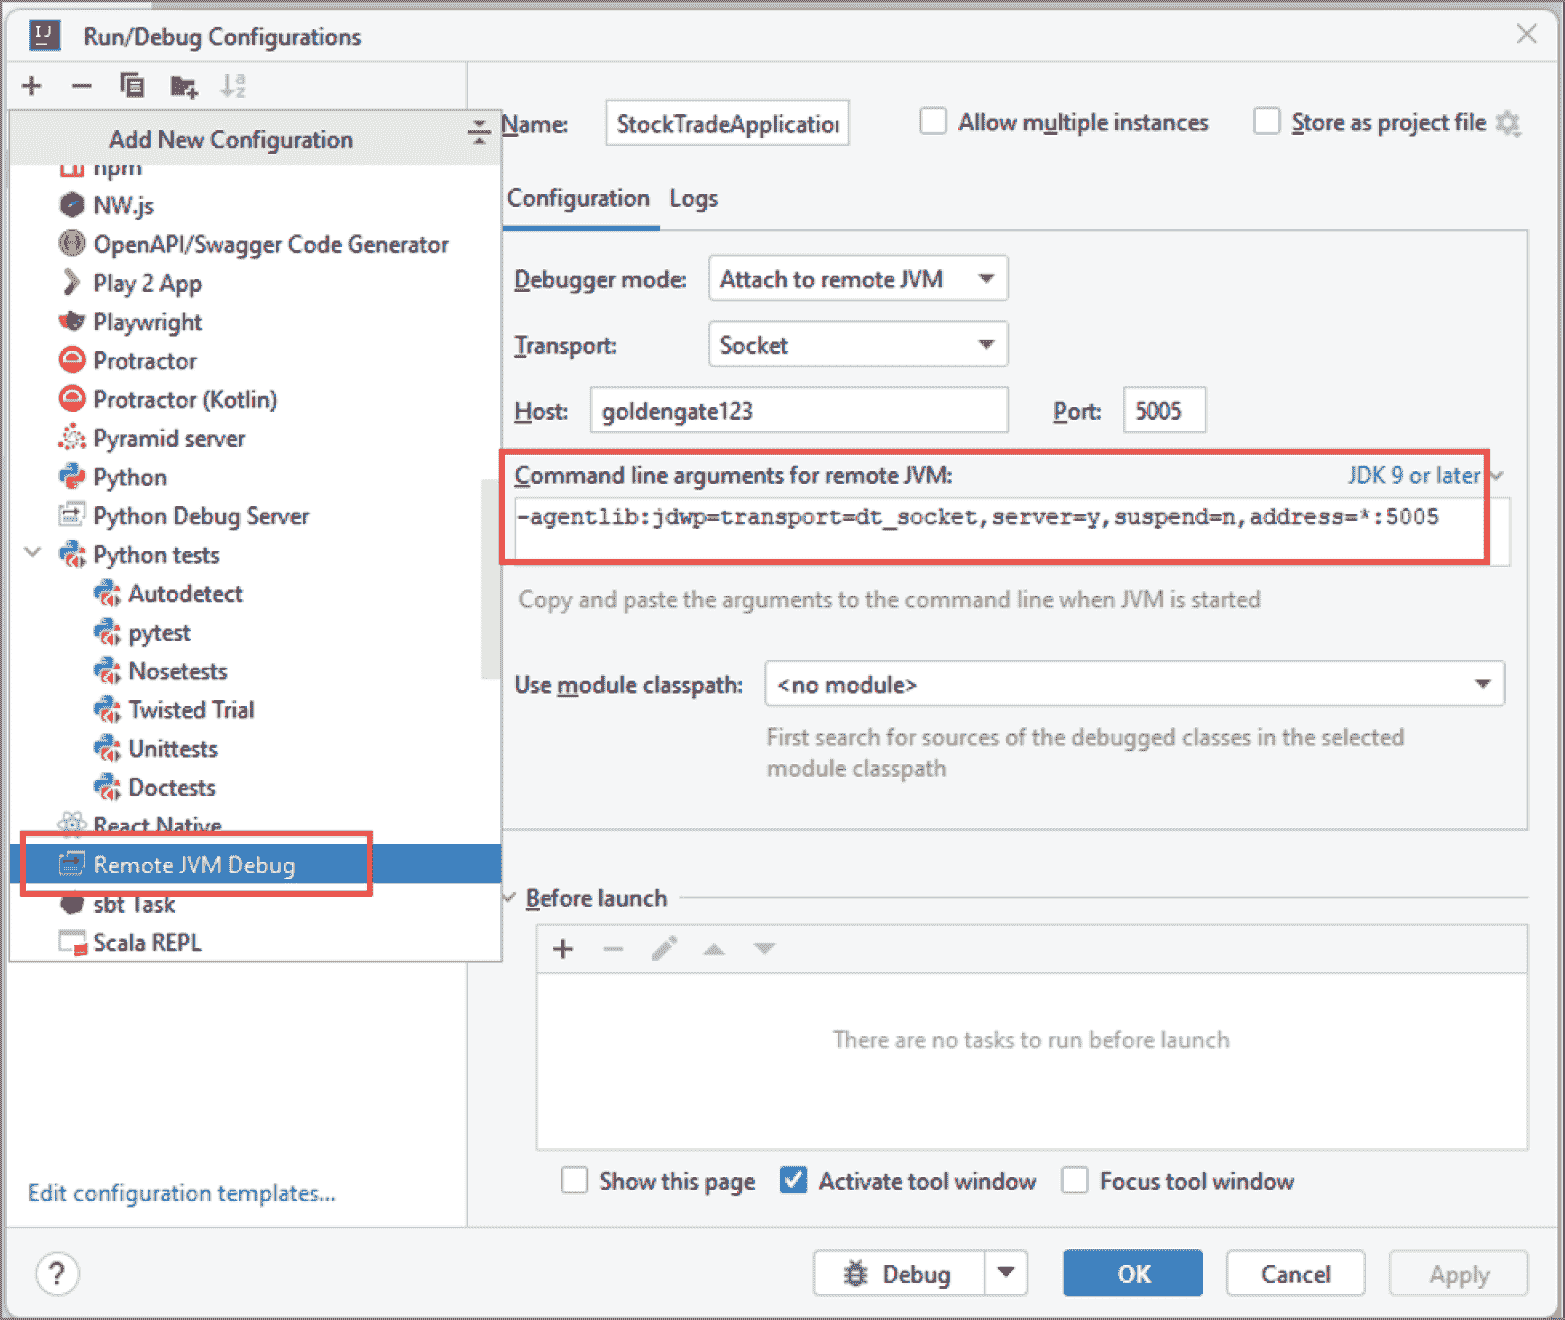 IJ
Run/Debug Configurations
Add New Configuration
npm
NW.js
OpenAPI/Swagger Code Generator
Play 2 App
Playwright
Protractor
Protractor (Kotlin)
Pyramid server
Python
Python Debug Server
Python tests
Autodetect
pytest
Nosetests
Twisted Trial
Unittests
Doctests
React Native
Remote JVM Debug
sbt Task
Scala REPL
Edit configuration templates...
Name: StockTradeApplication
Allow multiple instances
Store as project file
Configuration Logs
Debugger mode: Attach to remote JVM
Transport: Socket
Host: goldengate123 Port: 5005
Command line arguments for remote JVM: JDK 9 or later
-agentlib:jdwp=transport=dt_socket,server=y,suspend=n,address=*:5005
Copy and paste the arguments to the command line when JVM is started
Use module classpath: <no module>
First search for sources of the debugged classes in the selected
module classpath
Before launch
There are no tasks to run before launch
Show this page Activate tool window Focus tool window
? Debug OK Cancel Apply